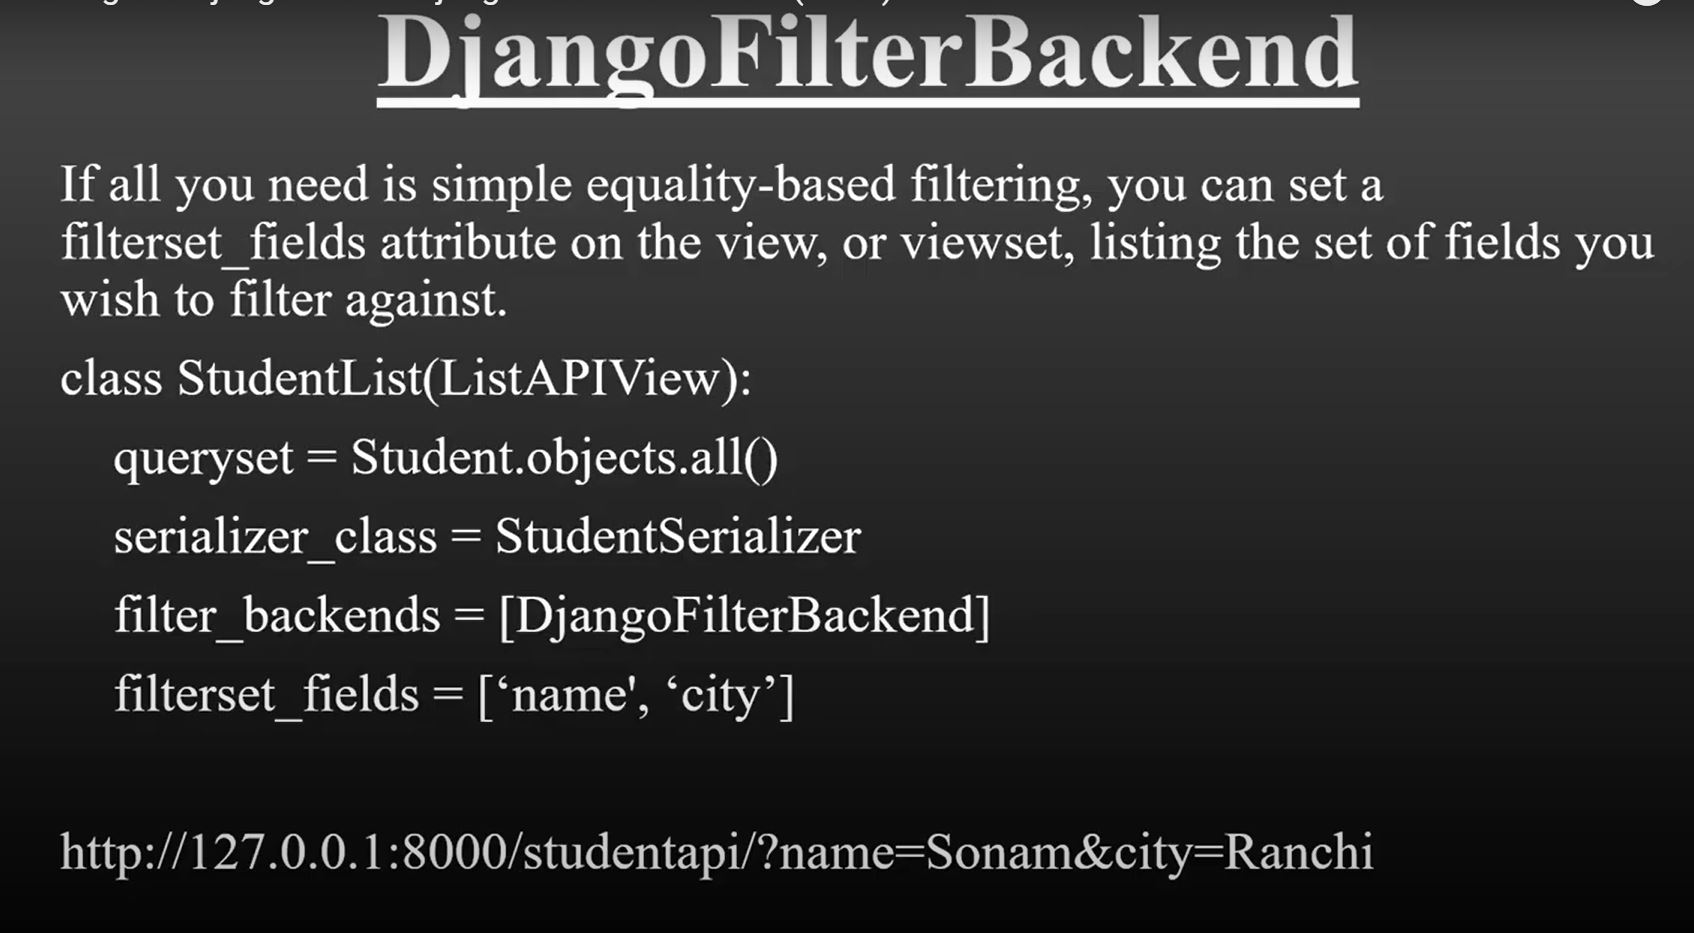 DjangoFilterBackend
If all you need is simple equality-based filtering, you can set a
filterset_fields attribute on the view, or viewset, listing the set of fields you
wish to filter against.
class StudentList(ListAPIView):
queryset = Student.objects.all()
serializer_class = StudentSerializer
filter_backends = [DjangoFilterBackend]
filterset_fields = [‘name', ‘city’]
http://127.0.0.1:8000/studentapi/?name=Sonam&city=Ranchi